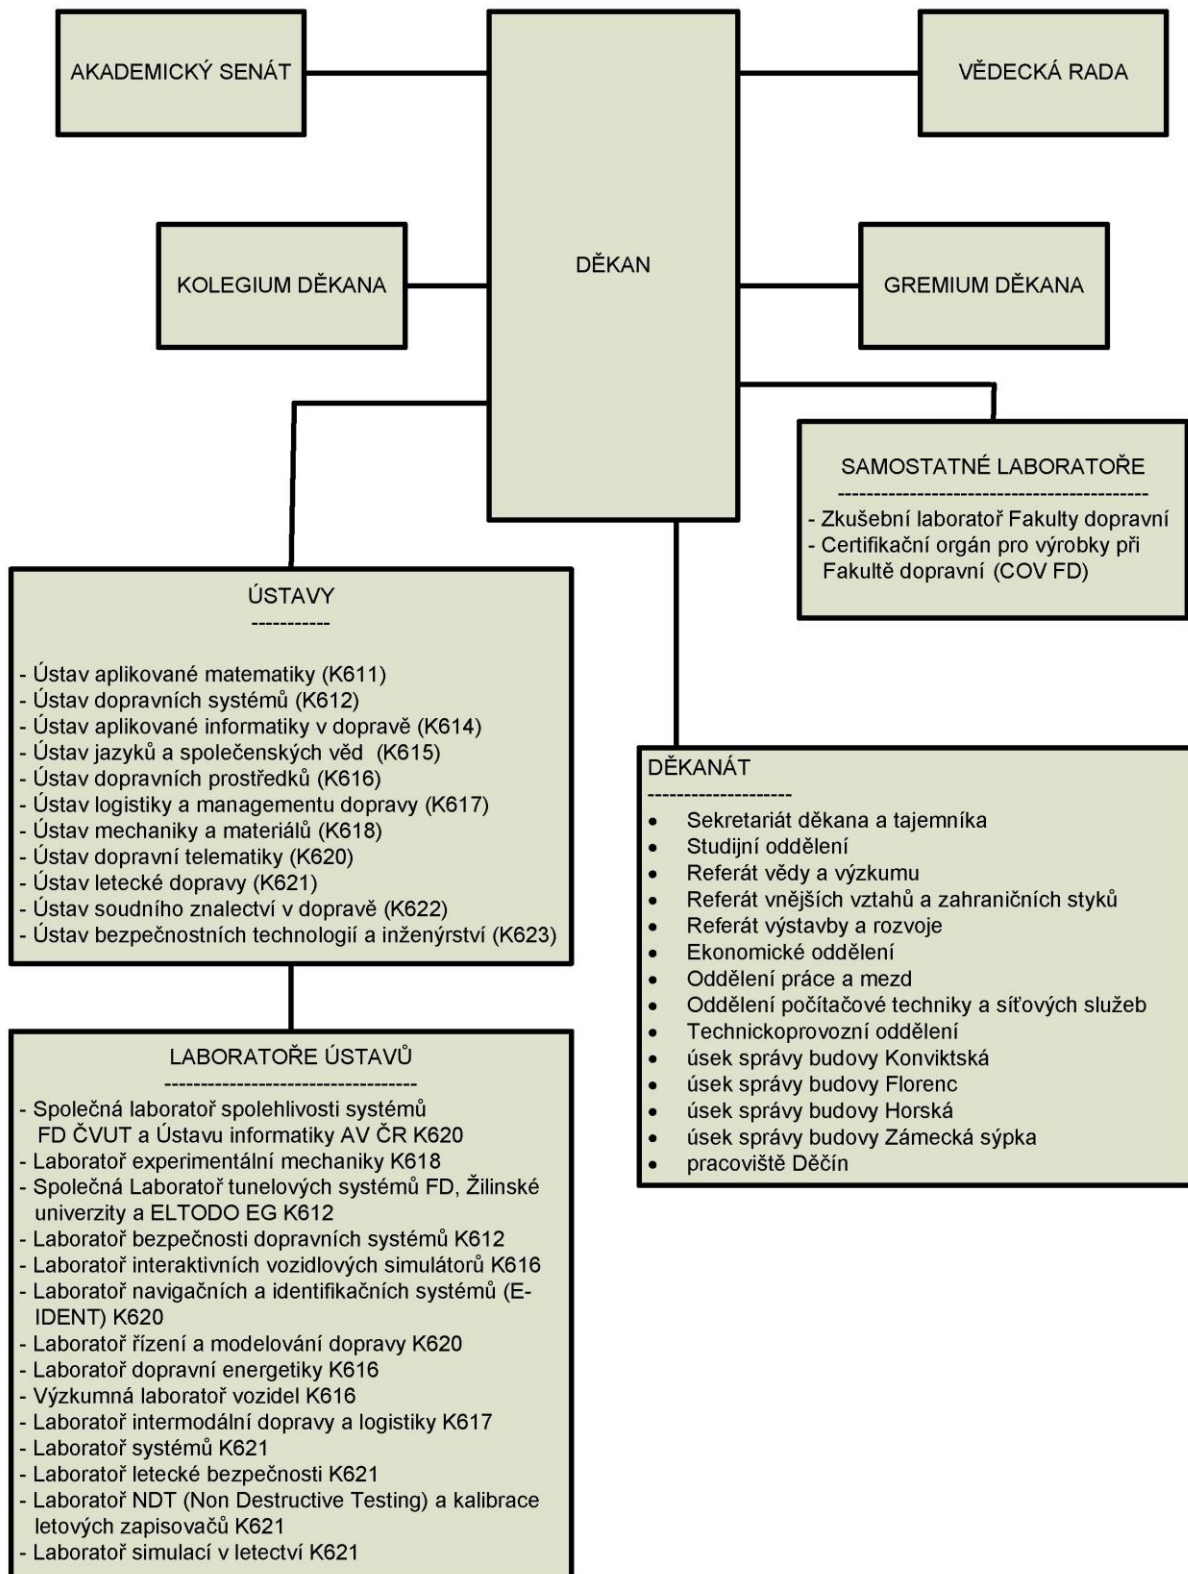 AKADEMICKÝ SENÁT
VĚDECKÁ RADA
DĚKAN
KOLEGIUM DĚKANA
GREMIUM DĚKANA
SAMOSTATNÉ LABORATOŘE
-------------------------------------------
- Zkušební laboratoř Fakulty dopravní
- Certifikační orgán pro výrobky při
Fakultě dopravní (COV FD)
ÚSTAVY
-----------
- Ústav aplikované matematiky (K611)
- Ústav dopravních systémů (K612)
- Ústav aplikované informatiky v dopravě (K614)
- Ústav jazyků a společenských věd (K615)
- Ústav dopravních prostředků (K616)
- Ústav logistiky a managementu dopravy (K617)
- Ústav mechaniky a materiálů (K618)
- Ústav dopravní telematiky (K620)
- Ústav letecké dopravy (K621)
- Ústav soudního znalectví v dopravě (K622)
- Ústav bezpečnostních technologií a inženýrství (K623)
DĚKANÁT
--------------------
• Sekretariát děkana a tajemníka
• Studijní oddělení
• Referát vědy a výzkumu
• Referát vnějších vztahů a zahraničních styků
• Referát výstavby a rozvoje
• Ekonomické oddělení
• Oddělení práce a mezd
• Oddělení počítačové techniky a síťových služeb
• Technickoprovozní oddělení
• úsek správy budovy Konviktská
• úsek správy budovy Florenc
• úsek správy budovy Horská
• úsek správy budovy Zámecká sýpka
• pracoviště Děčín
LABORATOŘE ÚSTAVŮ
-----------------------------------
- Společná laboratoř spolehlivosti systémů
FD ČVUT a Ústavu informatiky AV ČR K620
- Laboratoř experimentální mechaniky K618
- Společná Laboratoř tunelových systémů FD, Žilinské
univerzity a ELTODO EG K612
- Laboratoř bezpečnosti dopravních systémů K612
- Laboratoř interaktivních vozidlových simulátorů K616
- Laboratoř navigačních a identifikačních systémů (E-
IDENT) K620
- Laboratoř řízení a modelování dopravy K620
- Laboratoř dopravní energetiky K616
- Výzkumná laboratoř vozidel K616
- Laboratoř intermodální dopravy a logistiky K617
- Laboratoř systémů K621
- Laboratoř letecké bezpečnosti K621
- Laboratoř NDT (Non Destructive Testing) a kalibrace
letových zapisovačů K621
- Laboratoř simulací v letectví K621